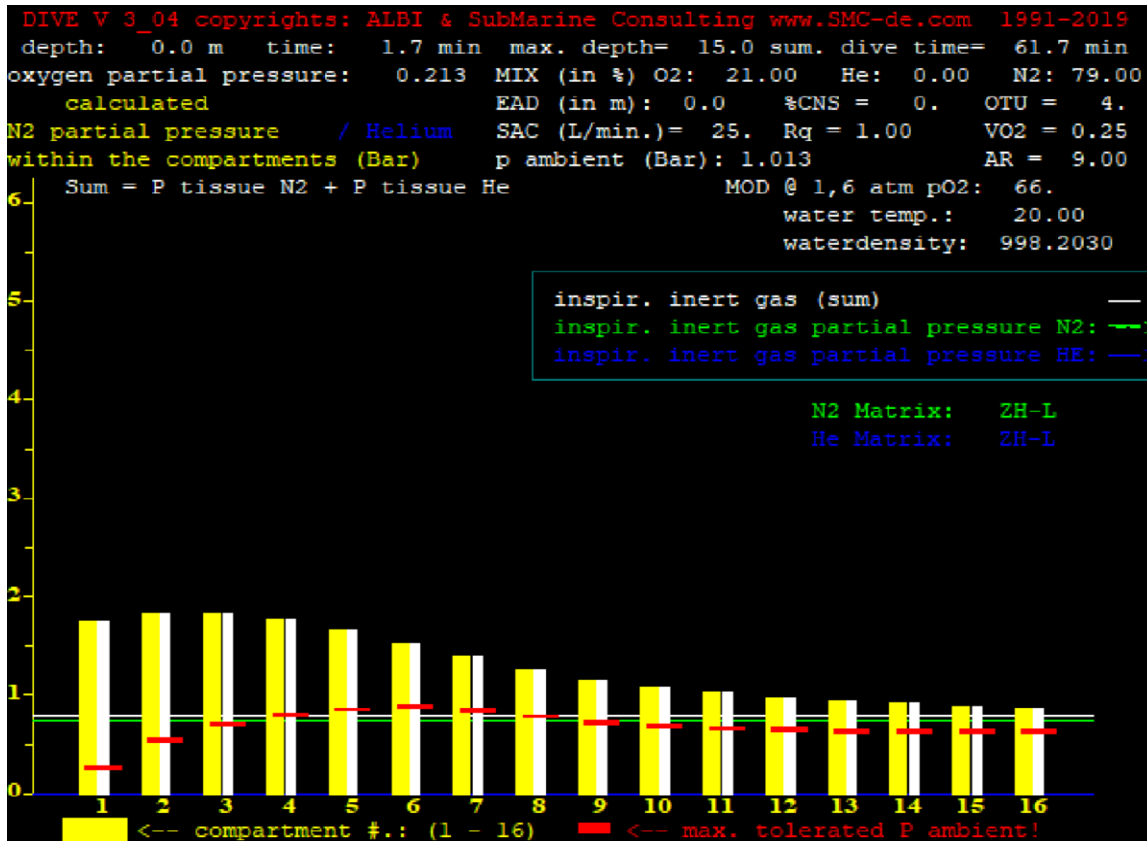 DIVE V 3_04 copyrights: ALBI & SubMarine Consulting www.SMC-de.com 1991-2019
depth: 0.0 m time: 1.7 min max. depth= 15.0 sum. dive time= 61.7 min
oxygen partial pressure: 0.213 MIX (in %) O2: 21.00 He: 0.00 N2: 79.00
calculated EAD (in m): 0.0 %CNS = 0. OTU = 4.
N2 partial pressure / Helium SAC (L/min.)= 25. Rq = 1.00 VO2 = 0.25
within the compartments (Bar) p ambient (Bar): 1.013 AR = 9.00
Sum = P tissue N2 + P tissue He MOD @ 1,6 atm pO2: 66.
water temp.: 20.00
waterdensity: 998.2030
inspir. inert gas (sum)
inspir. inert gas partial pressure N2:
inspir. inert gas partial pressure HE:
N2 Matrix: ZH-L
He Matrix: ZH-L
6
5
4
3
2
1
0
1 2 3 4 5 6 7 8 9 10 11 12 13 14 15 16
<-- compartment #.: (1 - 16) <-- max. tolerated P ambient!